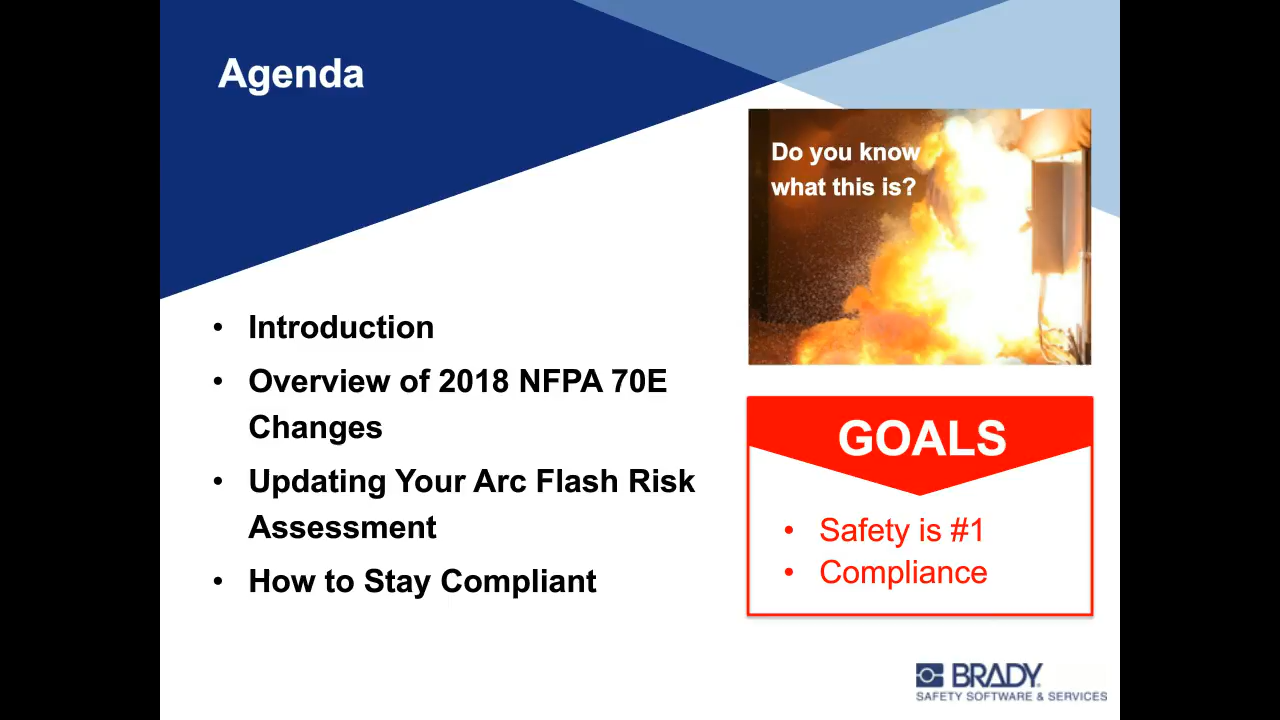 Agenda
Do you know
what this is?
• Introduction
• Overview of 2018 NFPA 70E
Changes
• Updating Your Arc Flash Risk
Assessment
• How to Stay Compliant
GOALS
• Safety is #1
• Compliance
BRADY.
SAFETY SOFTWARE & SERVICES